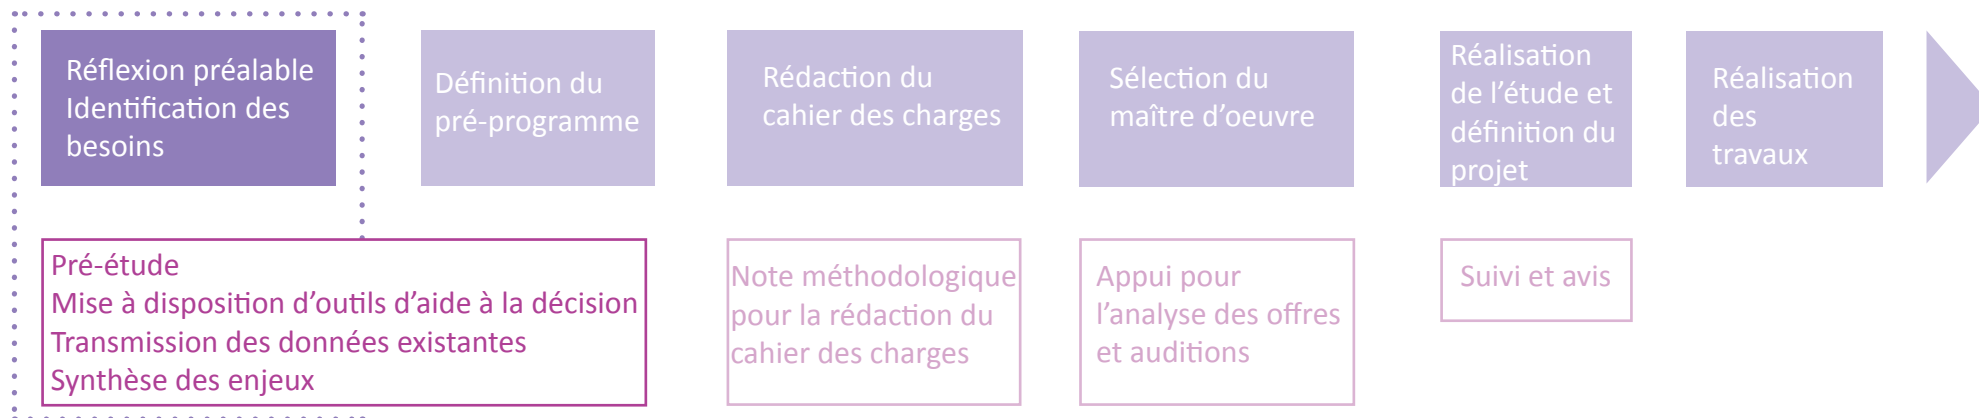 Réflexion préalable
Identification des
besoins
Définition du
pré-programme
Rédaction du
cahier des charges
Sélection du
maître d’oeuvre
Réalisation
de l’étude et
définition du
projet
Réalisation
des
travaux
Pré-étude
Mise à disposition d’outils d’aide à la décision
Transmission des données existantes
Synthèse des enjeux
Note méthodologique
pour la rédaction du
cahier des charges
Appui pour
l’analyse des offres
et auditions
Suivi et avis